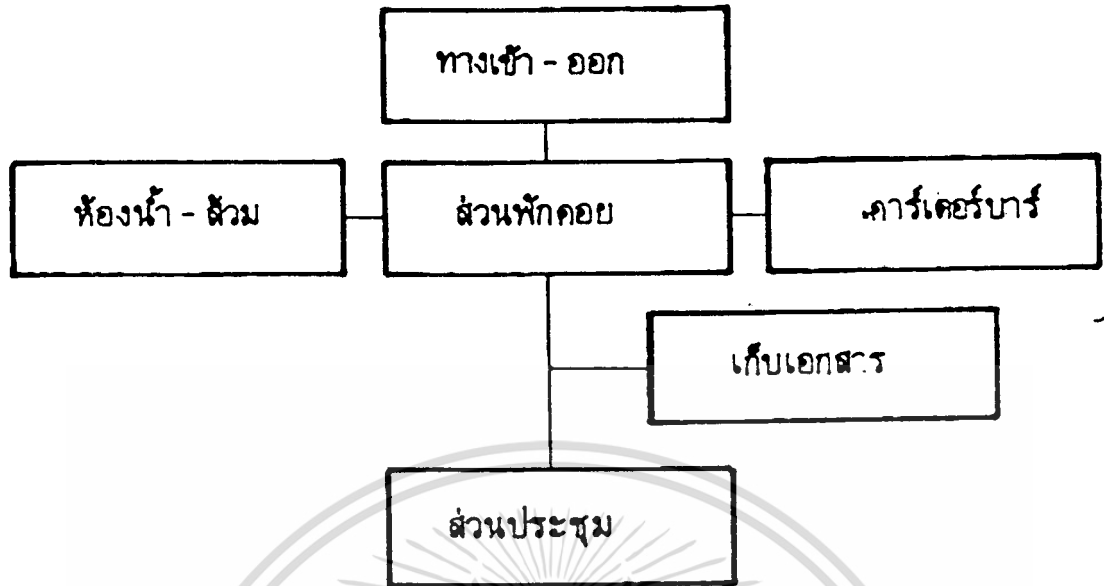 ทางเข้า - ออก
ห้องน้ำ - ส้วม
ส่วนพักคอย
คาร์เตอร์บาร์
เก็บเอกสาร
ส่วนประชุม